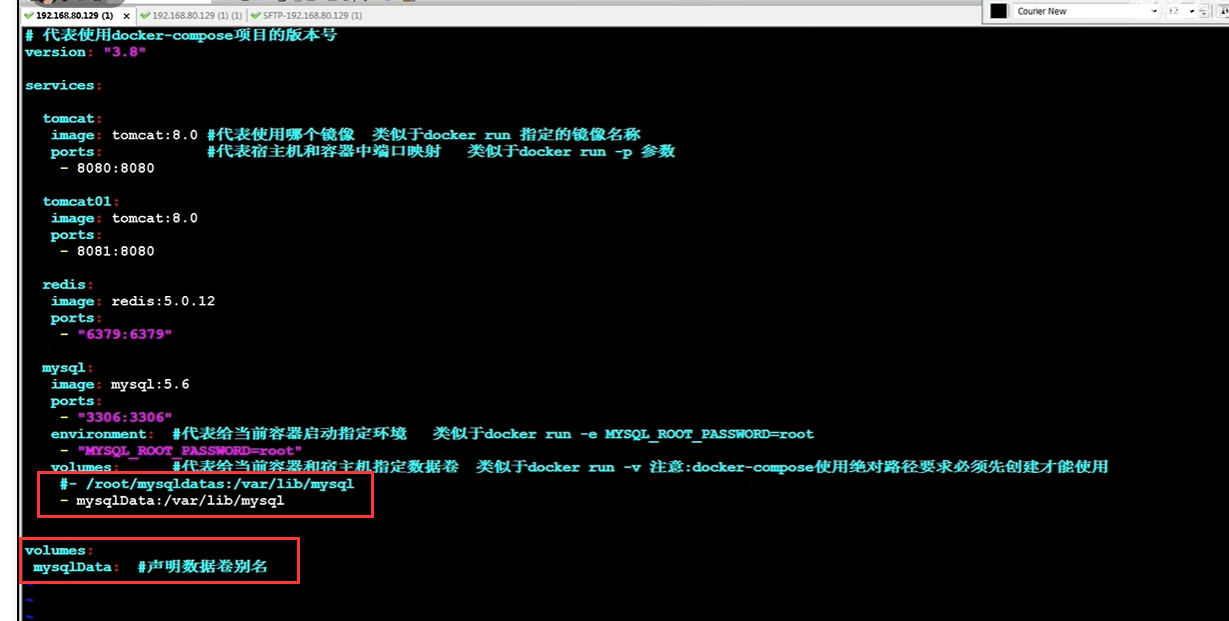 192.168.80.129 (1) × 192.168.80.129 (1) (1) SFTP-192.168.80.129 (1) Courier New
# 代表使用docker-compose项目的版本号
version: "3.8"
services:
tomcat:
image: tomcat:8.0 #代表使用哪个镜像 类似于docker run 指定的镜像名称
ports: #代表宿主机和容器中端口映射 类似于docker run -p 参数
- 8080:8080
tomcat01:
image: tomcat:8.0
ports:
- 8081:8080
redis:
image: redis:5.0.12
ports:
- "6379:6379"
mysql:
image: mysql:5.6
ports:
- "3306:3306"
environment: #代表给当前容器启动指定环境 类似于docker run -e MYSQL_ROOT_PASSWORD=root
- "MYSQL_ROOT_PASSWORD=root"
volumes: #代表给当前容器和宿主机指定数据卷 类似于docker run -v 注意:docker-compose使用绝对路径要求必须先创建才能使用
#- /root/mysqldatas:/var/lib/mysql
- mysqlData:/var/lib/mysql
volumes:
mysqlData: #声明数据卷别名
~
~